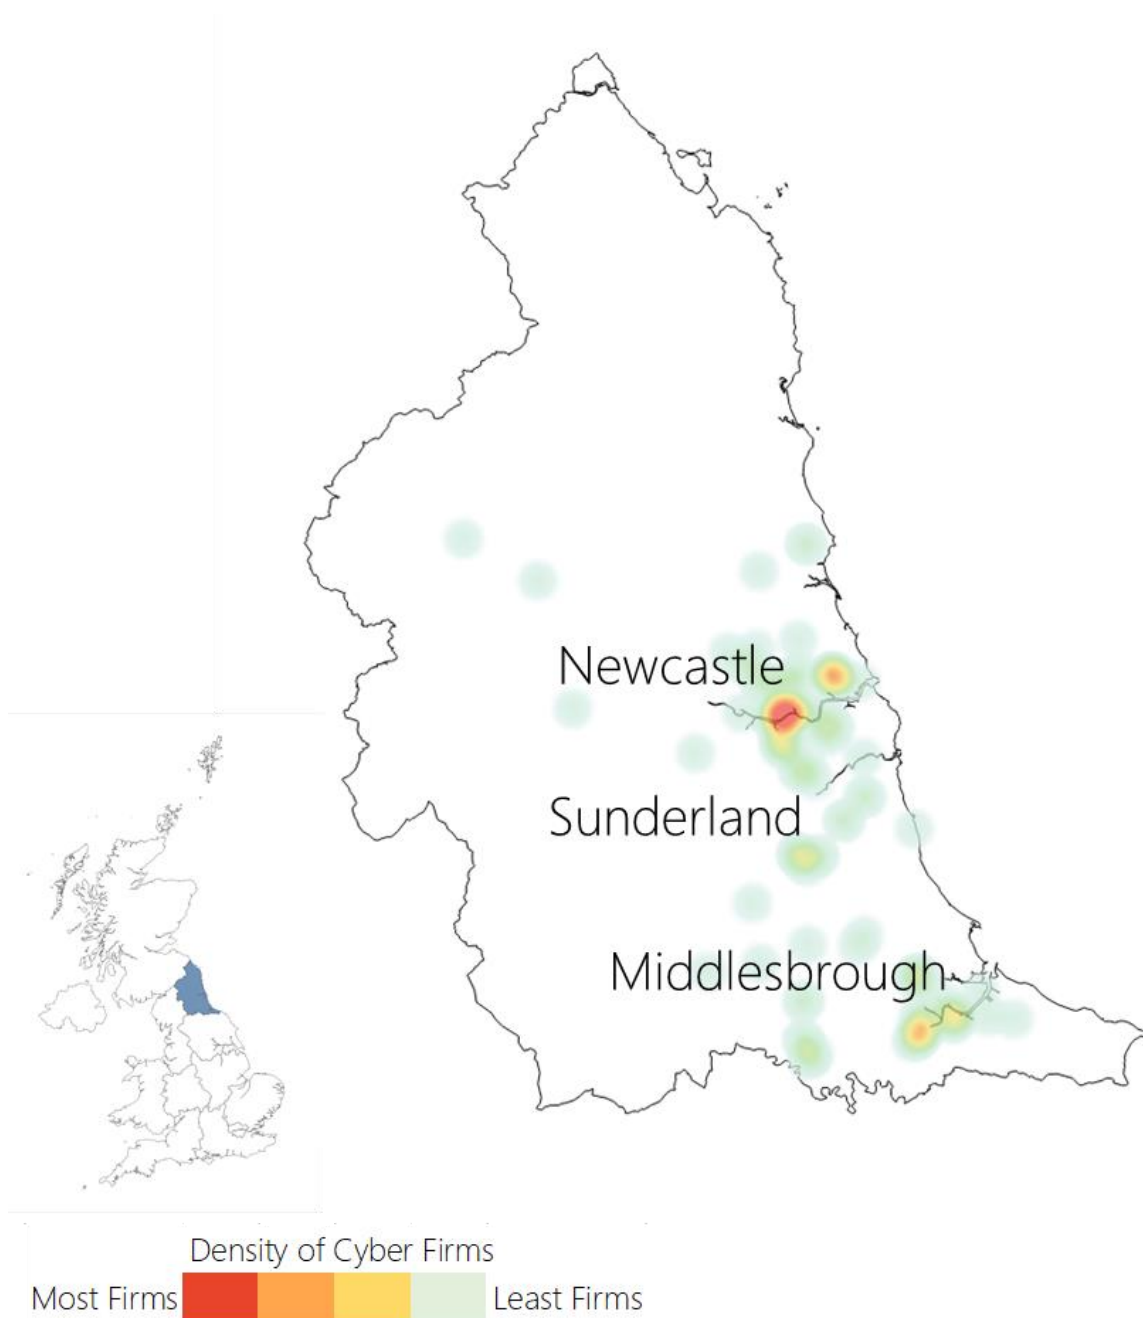 Newcastle
Sunderland
Middlesbrough
Density of Cyber Firms
Most Firms Least Firms